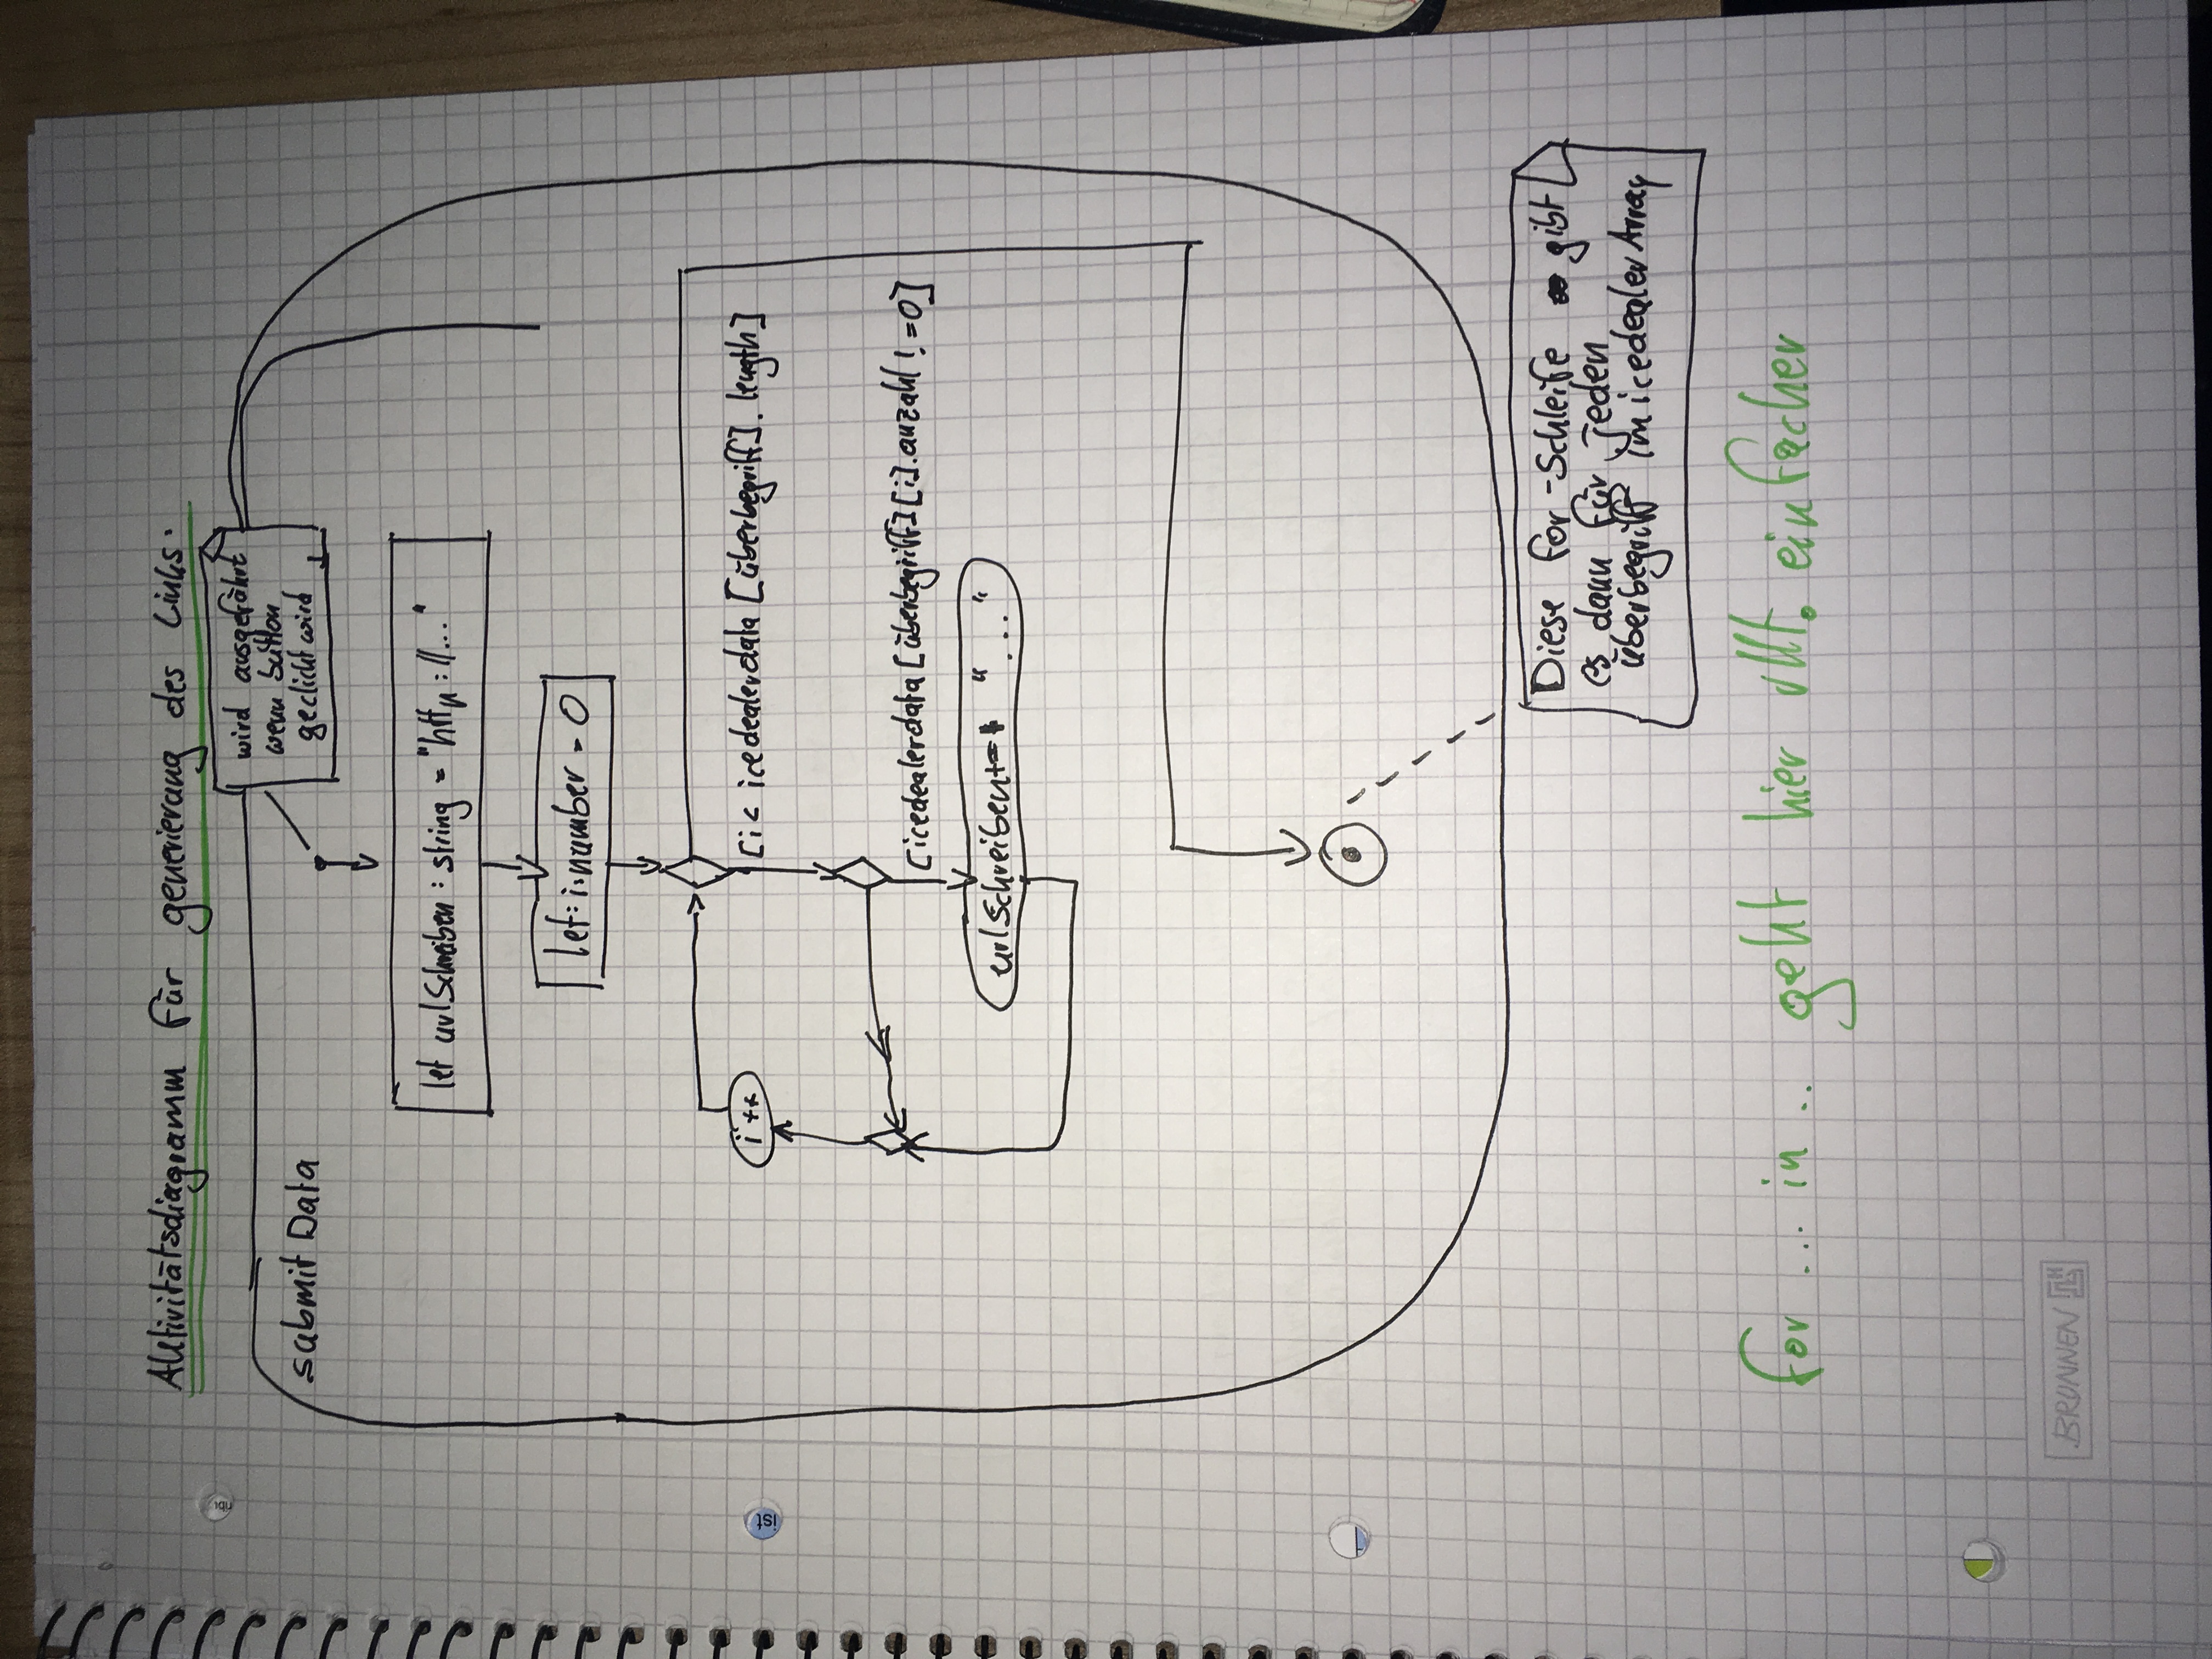 Aktivitätsdiagramm für generierung des Links.
wird ausgeführt
wenn button
geclickt wird
submit Data
let urlSchreiben : string = "http://..."
let: i:number = 0
i++
[i < icedealerdata [überbegriff]. length]
[icedealerdata [überbegriff] [i].anzahl != 0]
urlSchreiben += "..."
Diese for-Schleife gibt
es dann für jeden
überbegriff im icedealer Array
for ... in .. geht hier vllt. einfacher
BRUNNEN
ist